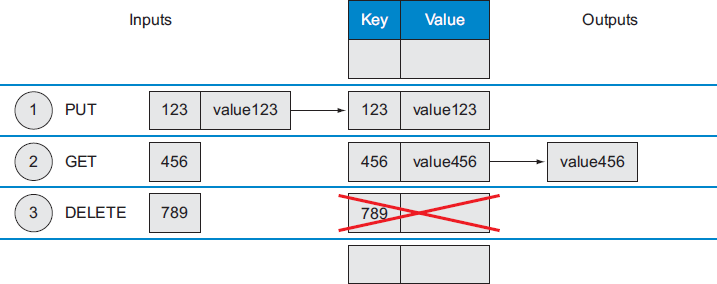 Inputs Key Value Outputs
1 PUT 123 value123 123 value123
2 GET 456 456 value456 value456
3 DELETE 789 789